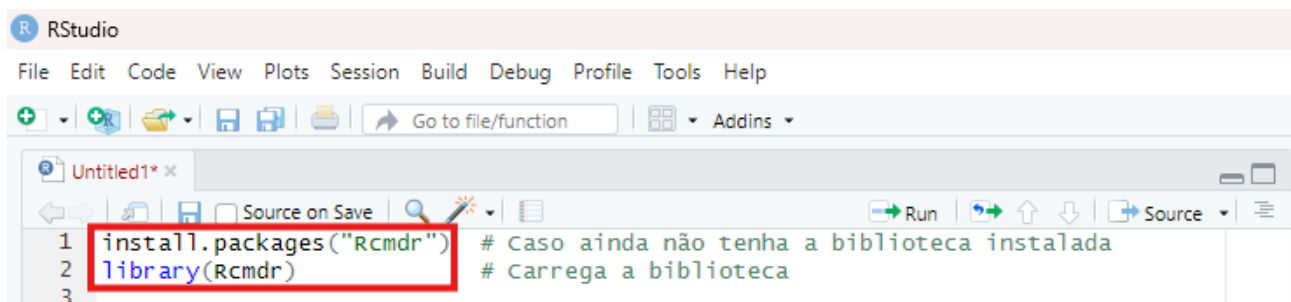 RStudio
File Edit Code View Plots Session Build Debug Profile Tools Help
Go to file/function Addins
Untitled1*
Source on Save Run Source
1 install.packages("Rcmdr") # Caso ainda não tenha a biblioteca instalada
2 library(Rcmdr) # Carrega a biblioteca
3